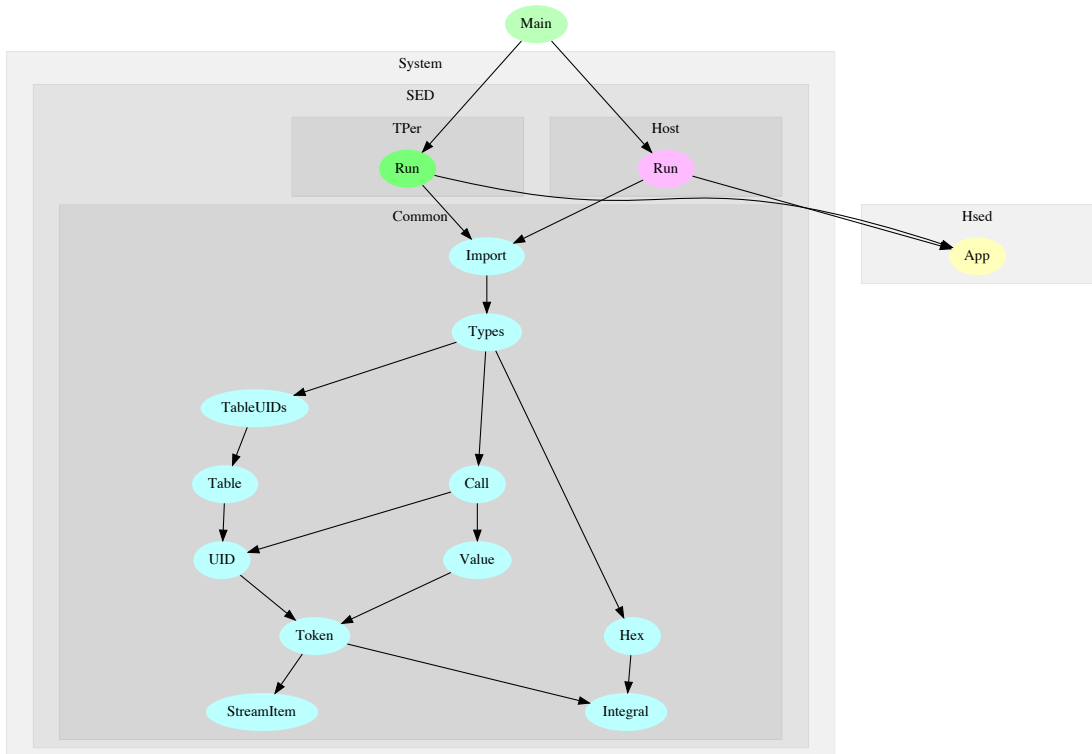 Main
System
SED
TPer
Host
Run
Run
Common
Hsed
Import
App
Types
TableUIDs
Table
Call
UID
Value
Token
Hex
StreamItem
Integral